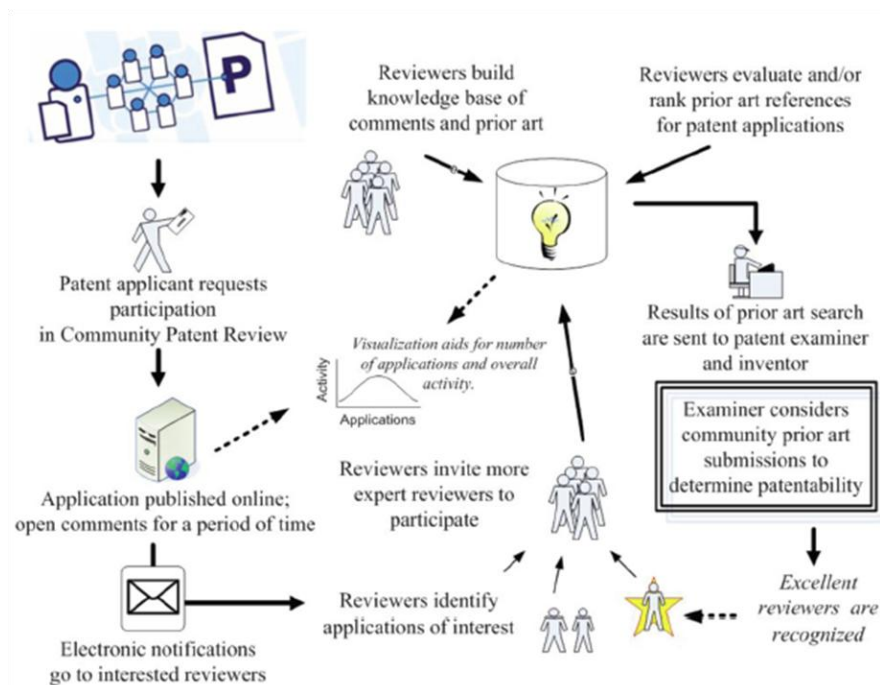 P
Patent applicant requests
participation
in Community Patent Review
Application published online;
open comments for a period of time
Electronic notifications
go to interested reviewers
Reviewers build
knowledge base of
comments and prior art
Reviewers evaluate and/or
rank prior art references
for patent applications
Visualization aids for number
of applications and overall
activity.
Activity
Applications
Reviewers invite more
expert reviewers to
participate
Reviewers identify
applications of interest
Results of prior art search
are sent to patent examiner
and inventor
Examiner considers
community prior art
submissions to
determine patentability
Excellent
reviewers are
recognized